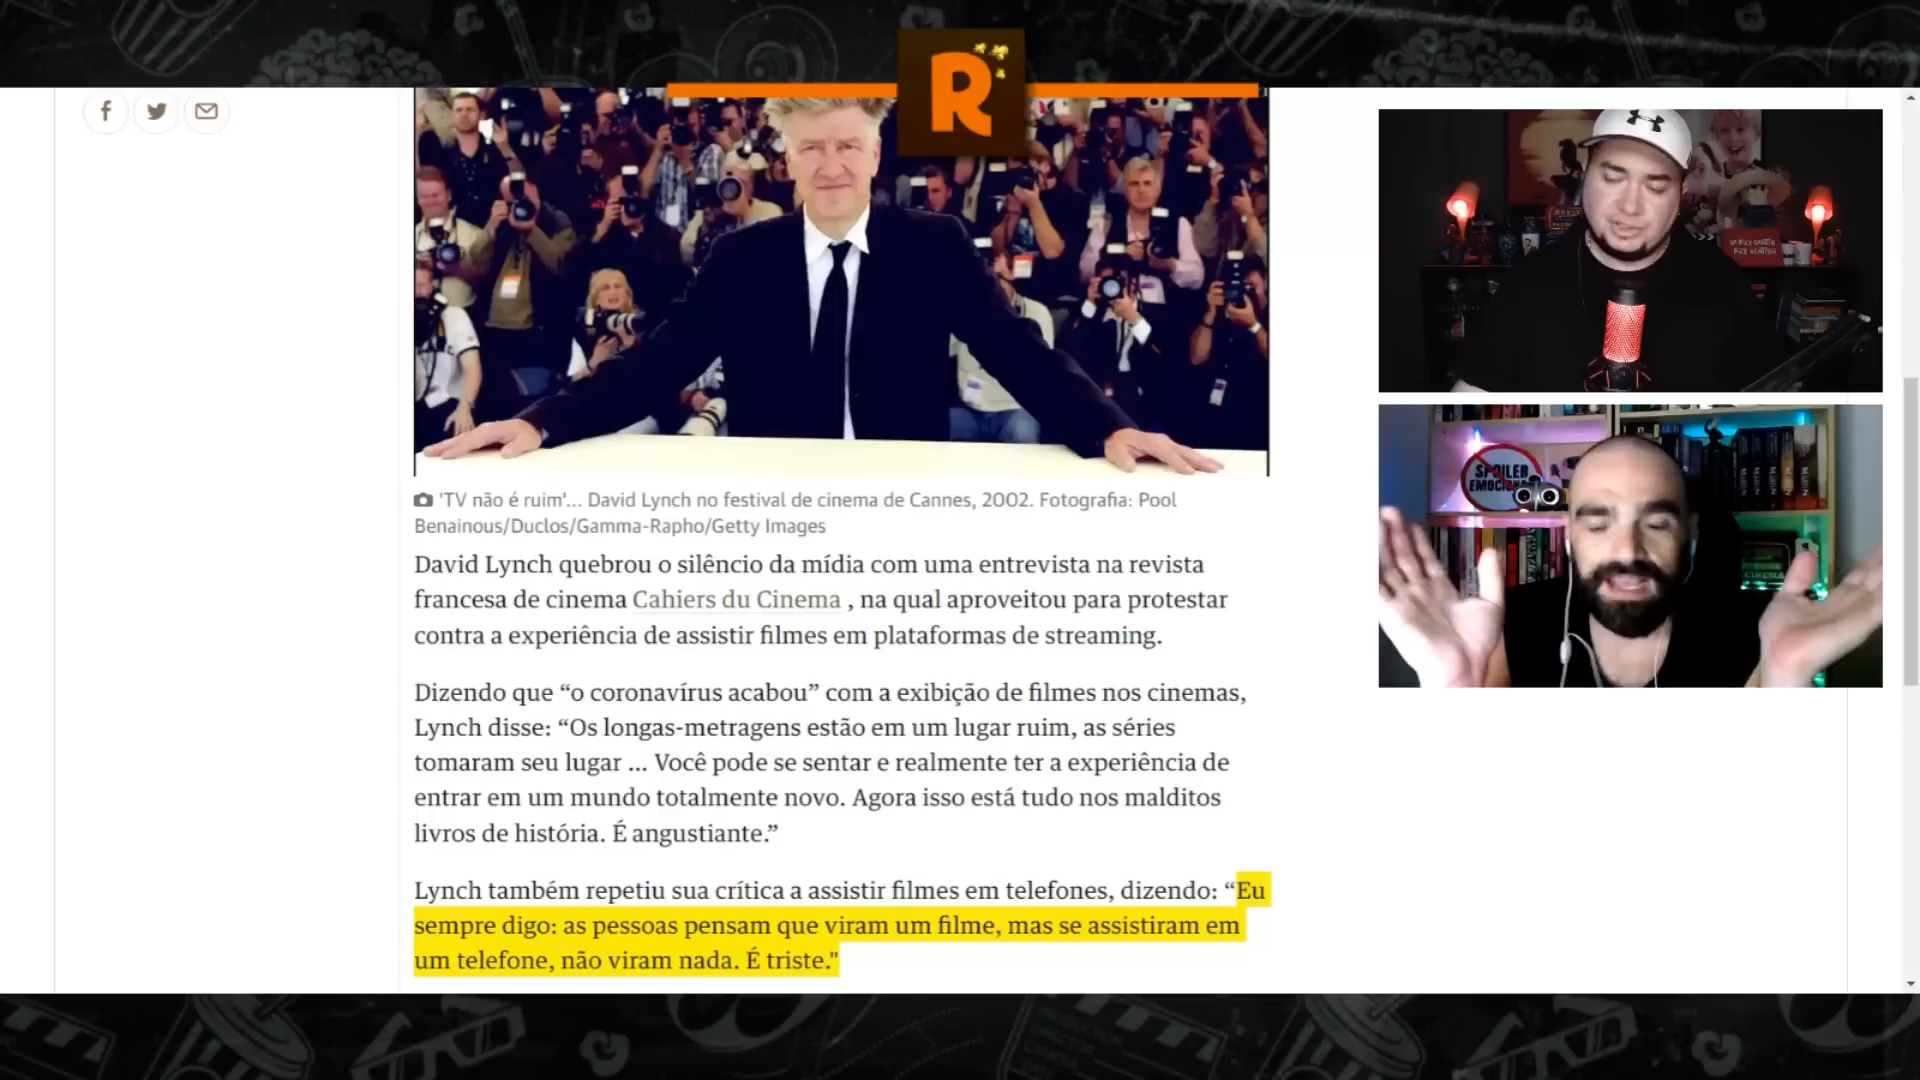 R
'TV não é ruim'... David Lynch no festival de cinema de Cannes, 2002. Fotografia: Pool
Benainous/Duclos/Gamma-Rapho/Getty Images
David Lynch quebrou o silêncio da mídia com uma entrevista na revista
francesa de cinema Cahiers du Cinema , na qual aproveitou para protestar
contra a experiência de assistir filmes em plataformas de streaming.
Dizendo que “o coronavírus acabou” com a exibição de filmes nos cinemas,
Lynch disse: “Os longas-metragens estão em um lugar ruim, as séries
tomaram seu lugar ... Você pode se sentar e realmente ter a experiência de
entrar em um mundo totalmente novo. Agora isso está tudo nos malditos
livros de história. É angustiante.”
Lynch também repetiu sua crítica a assistir filmes em telefones, dizendo: “Eu
sempre digo: as pessoas pensam que viram um filme, mas se assistiram em
um telefone, não viram nada. É triste."
SPOILER